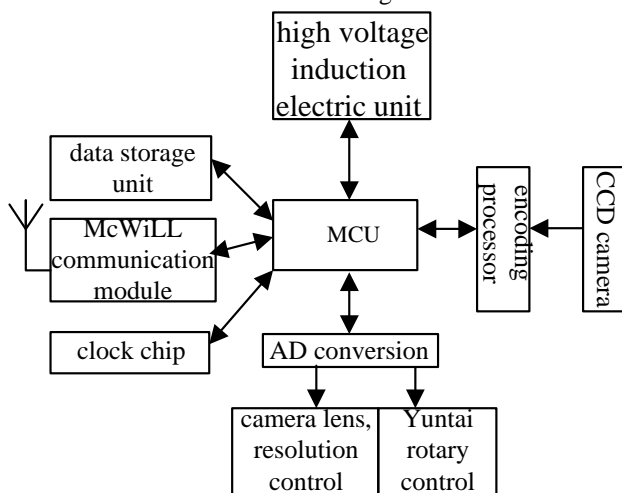 high voltage
induction
electric unit
data storage
unit
McWiLL
communication
module
clock chip
MCU
encoding
processor
CCD camera
AD conversion
camera lens,
resolution
control
Yuntai
rotary
control